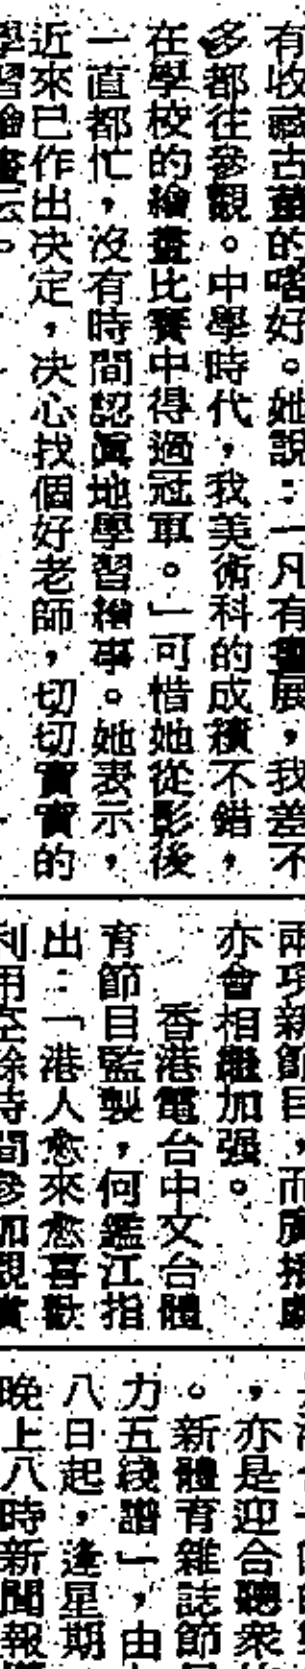 有收藏古董的嗜好。她說：「凡有畫展，我差不
多都往參觀。中學時代，我美術科的成績不錯，
在學校的繪畫比賽中得過冠軍。」可惜她從影後
一直都忙，沒有時間認眞地學習繪事。她表示，
近來已作出決定，決心找個好老師，切切實實的
學習繪畫云。
兩項新節目，而廣播劇
亦會相繼加强。
香港電台中文台體
育節目監製，何鑑江指
出：「港人愈來愈喜歡
利用空餘時間參加觀賞
，亦是迎合聽衆
。新體育雜誌節
力五綫譜」，由
八日起，逢星期
晚上八時新聞報